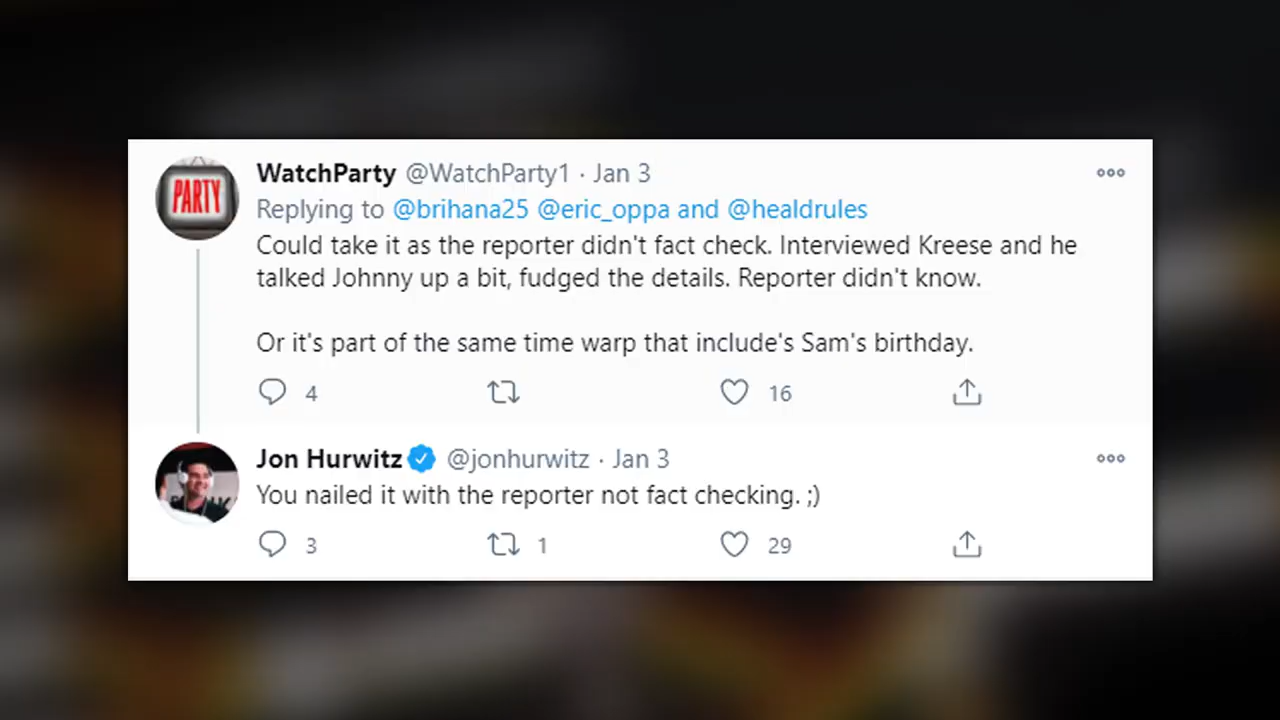 PARTY
WatchParty @WatchParty1 · Jan 3
Replying to @brihana25 @eric_oppa and @healdrules
Could take it as the reporter didn't fact check. Interviewed Kreese and he
talked Johnny up a bit, fudged the details. Reporter didn't know.
Or it's part of the same time warp that include's Sam's birthday.
4 16
Jon Hurwitz @jonhurwitz · Jan 3
You nailed it with the reporter not fact checking. ;)
3 1 29